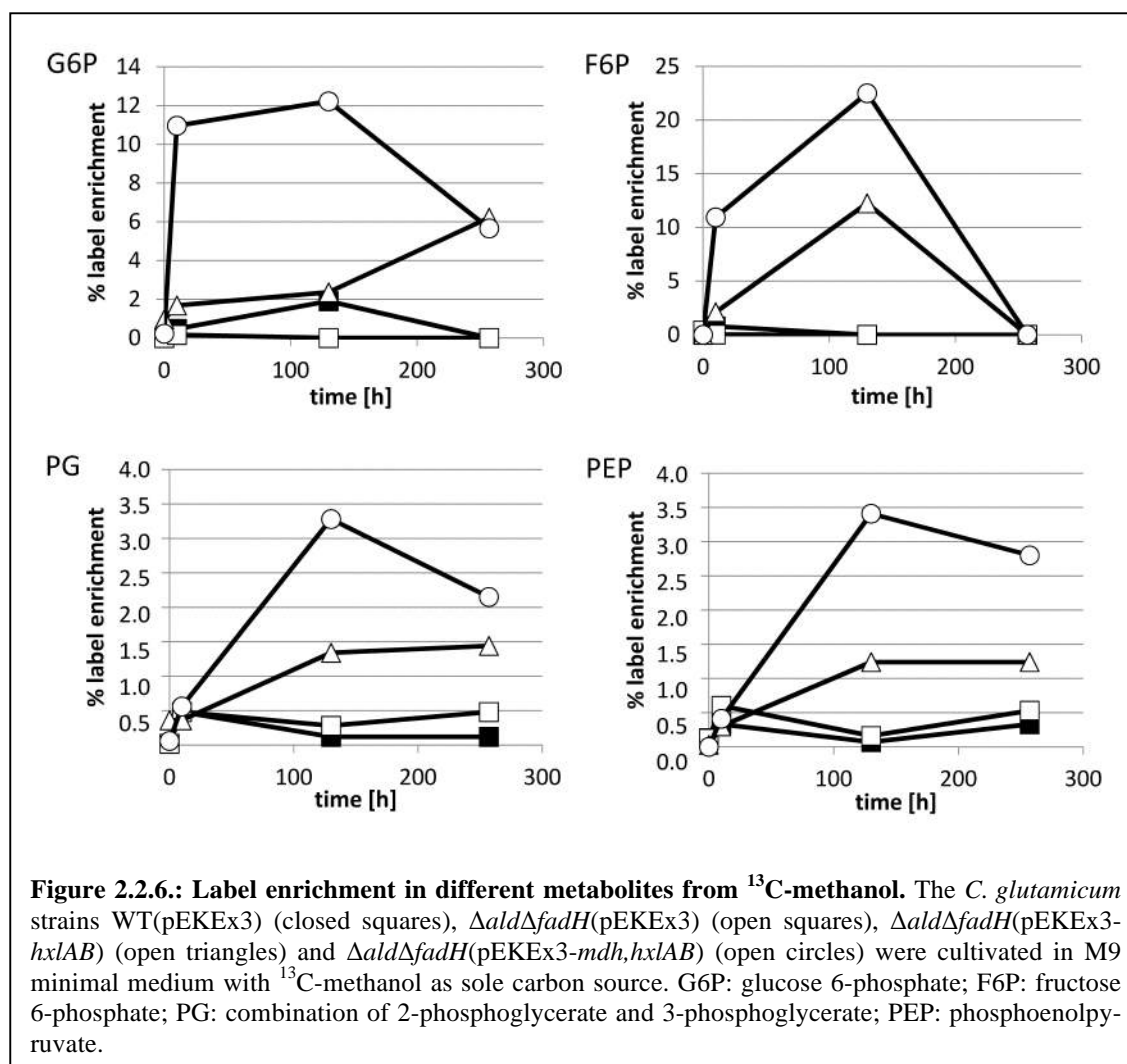 G6P
14
12
10
8
6
4
2
0
% label enrichment
0 100 200 300
time [h]
F6P
25
20
15
10
5
0
% label enrichment
0 100 200 300
time [h]
PG
4.0
3.5
3.0
2.5
2.0
1.5
1.0
0.5
% label enrichment
0 100 200 300
time [h]
PEP
4.0
3.5
3.0
2.5
2.0
1.5
1.0
0.5
0.0
% label enrichment
0 100 200 300
time [h]
Figure 2.2.6.: Label enrichment in different metabolites from ¹³C-methanol. The C. glutamicum
strains WT(pEKEx3) (closed squares), ΔaldΔfadH(pEKEx3) (open squares), ΔaldΔfadH(pEKEx3-
hxlAB) (open triangles) and ΔaldΔfadH(pEKEx3-mdh,hxlAB) (open circles) were cultivated in M9
minimal medium with ¹³C-methanol as sole carbon source. G6P: glucose 6-phosphate; F6P: fructose
6-phosphate; PG: combination of 2-phosphoglycerate and 3-phosphoglycerate; PEP: phosphoenolpy-
ruvate.